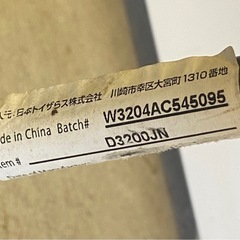 元:日本トイザらス株式会社 川崎市幸区大宮町1310番地
de in China Batch# W3204AC545095
em # D3200JN